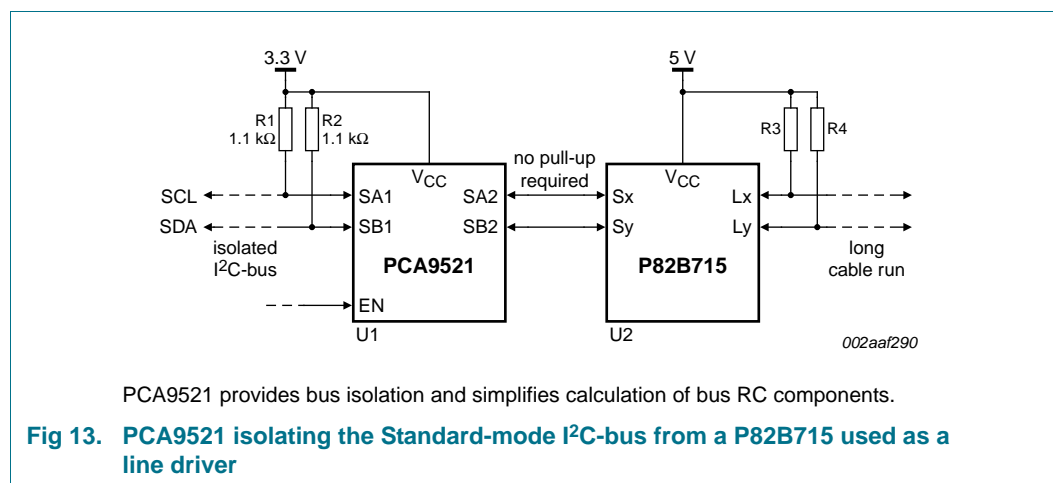 3.3 V
5 V
R1
1.1 kΩ
R2
1.1 kΩ
R3
R4
VCC
no pull-up
required
VCC
SCL
SA1
SA2
Sx
Lx
SDA
SB1
SB2
Sy
Ly
isolated
I2C-bus
PCA9521
P82B715
long
cable run
EN
U1
U2
002aaf290
PCA9521 provides bus isolation and simplifies calculation of bus RC components.
Fig 13. PCA9521 isolating the Standard-mode I2C-bus from a P82B715 used as a
line driver